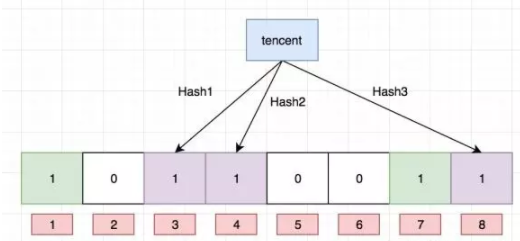 tencent
Hash1
Hash2
Hash3
1 0 1 1 0 0 1 1
1 2 3 4 5 6 7 8